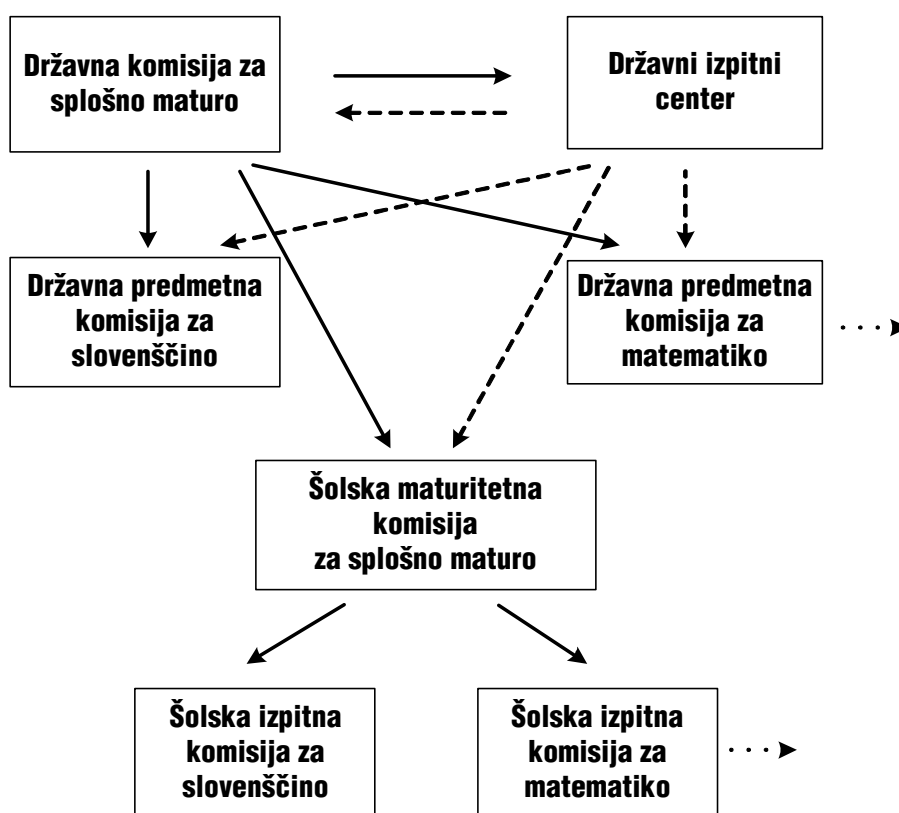 Državna komisija za
splošno maturo
Državni izpitni
center
Državna predmetna
komisija za
slovenščino
Državna predmetna
komisija za
matematiko
Šolska maturitetna
komisija
za splošno maturo
Šolska izpitna
komisija za
slovenščino
Šolska izpitna
komisija za
matematiko